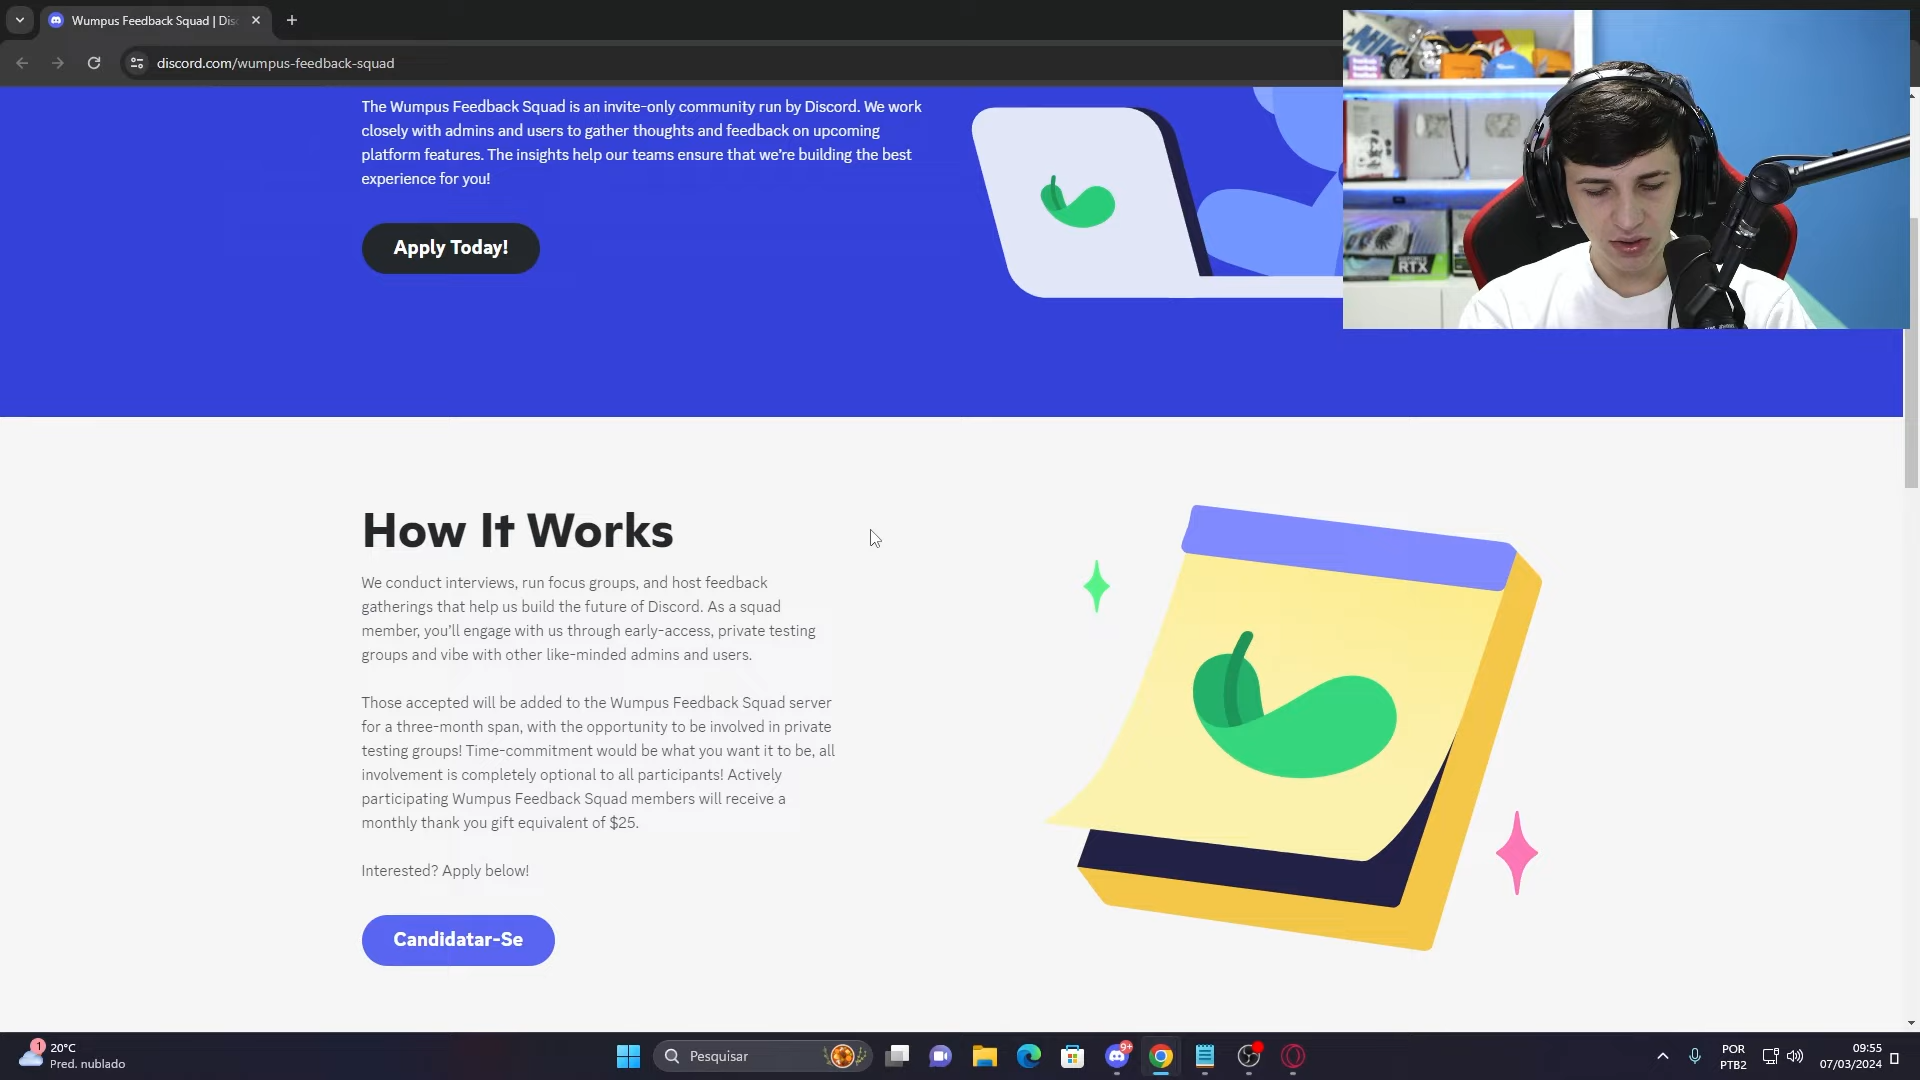 Wumpus Feedback Squad | Dis
discord.com/wumpus-feedback-squad
The Wumpus Feedback Squad is an invite-only community run by Discord. We work
closely with admins and users to gather thoughts and feedback on upcoming
platform features. The insights help our teams ensure that we're building the best
experience for you!
Apply Today!
GEFORCE
RTX
How It Works
We conduct interviews, run focus groups, and host feedback
gatherings that help us build the future of Discord. As a squad
member, you'll engage with us through early-access, private testing
groups and vibe with other like-minded admins and users.
Those accepted will be added to the Wumpus Feedback Squad server
for a three-month span, with the opportunity to be involved in private
testing groups! Time-commitment would be what you want it to be, all
involvement is completely optional to all participants! Actively
participating Wumpus Feedback Squad members will receive a
monthly thank you gift equivalent of $25.
Interested? Apply below!
Candidatar-Se
1
20°C
Pred. nublado
Pesquisar
9+
POR
PTB2
09:55
07/03/2024